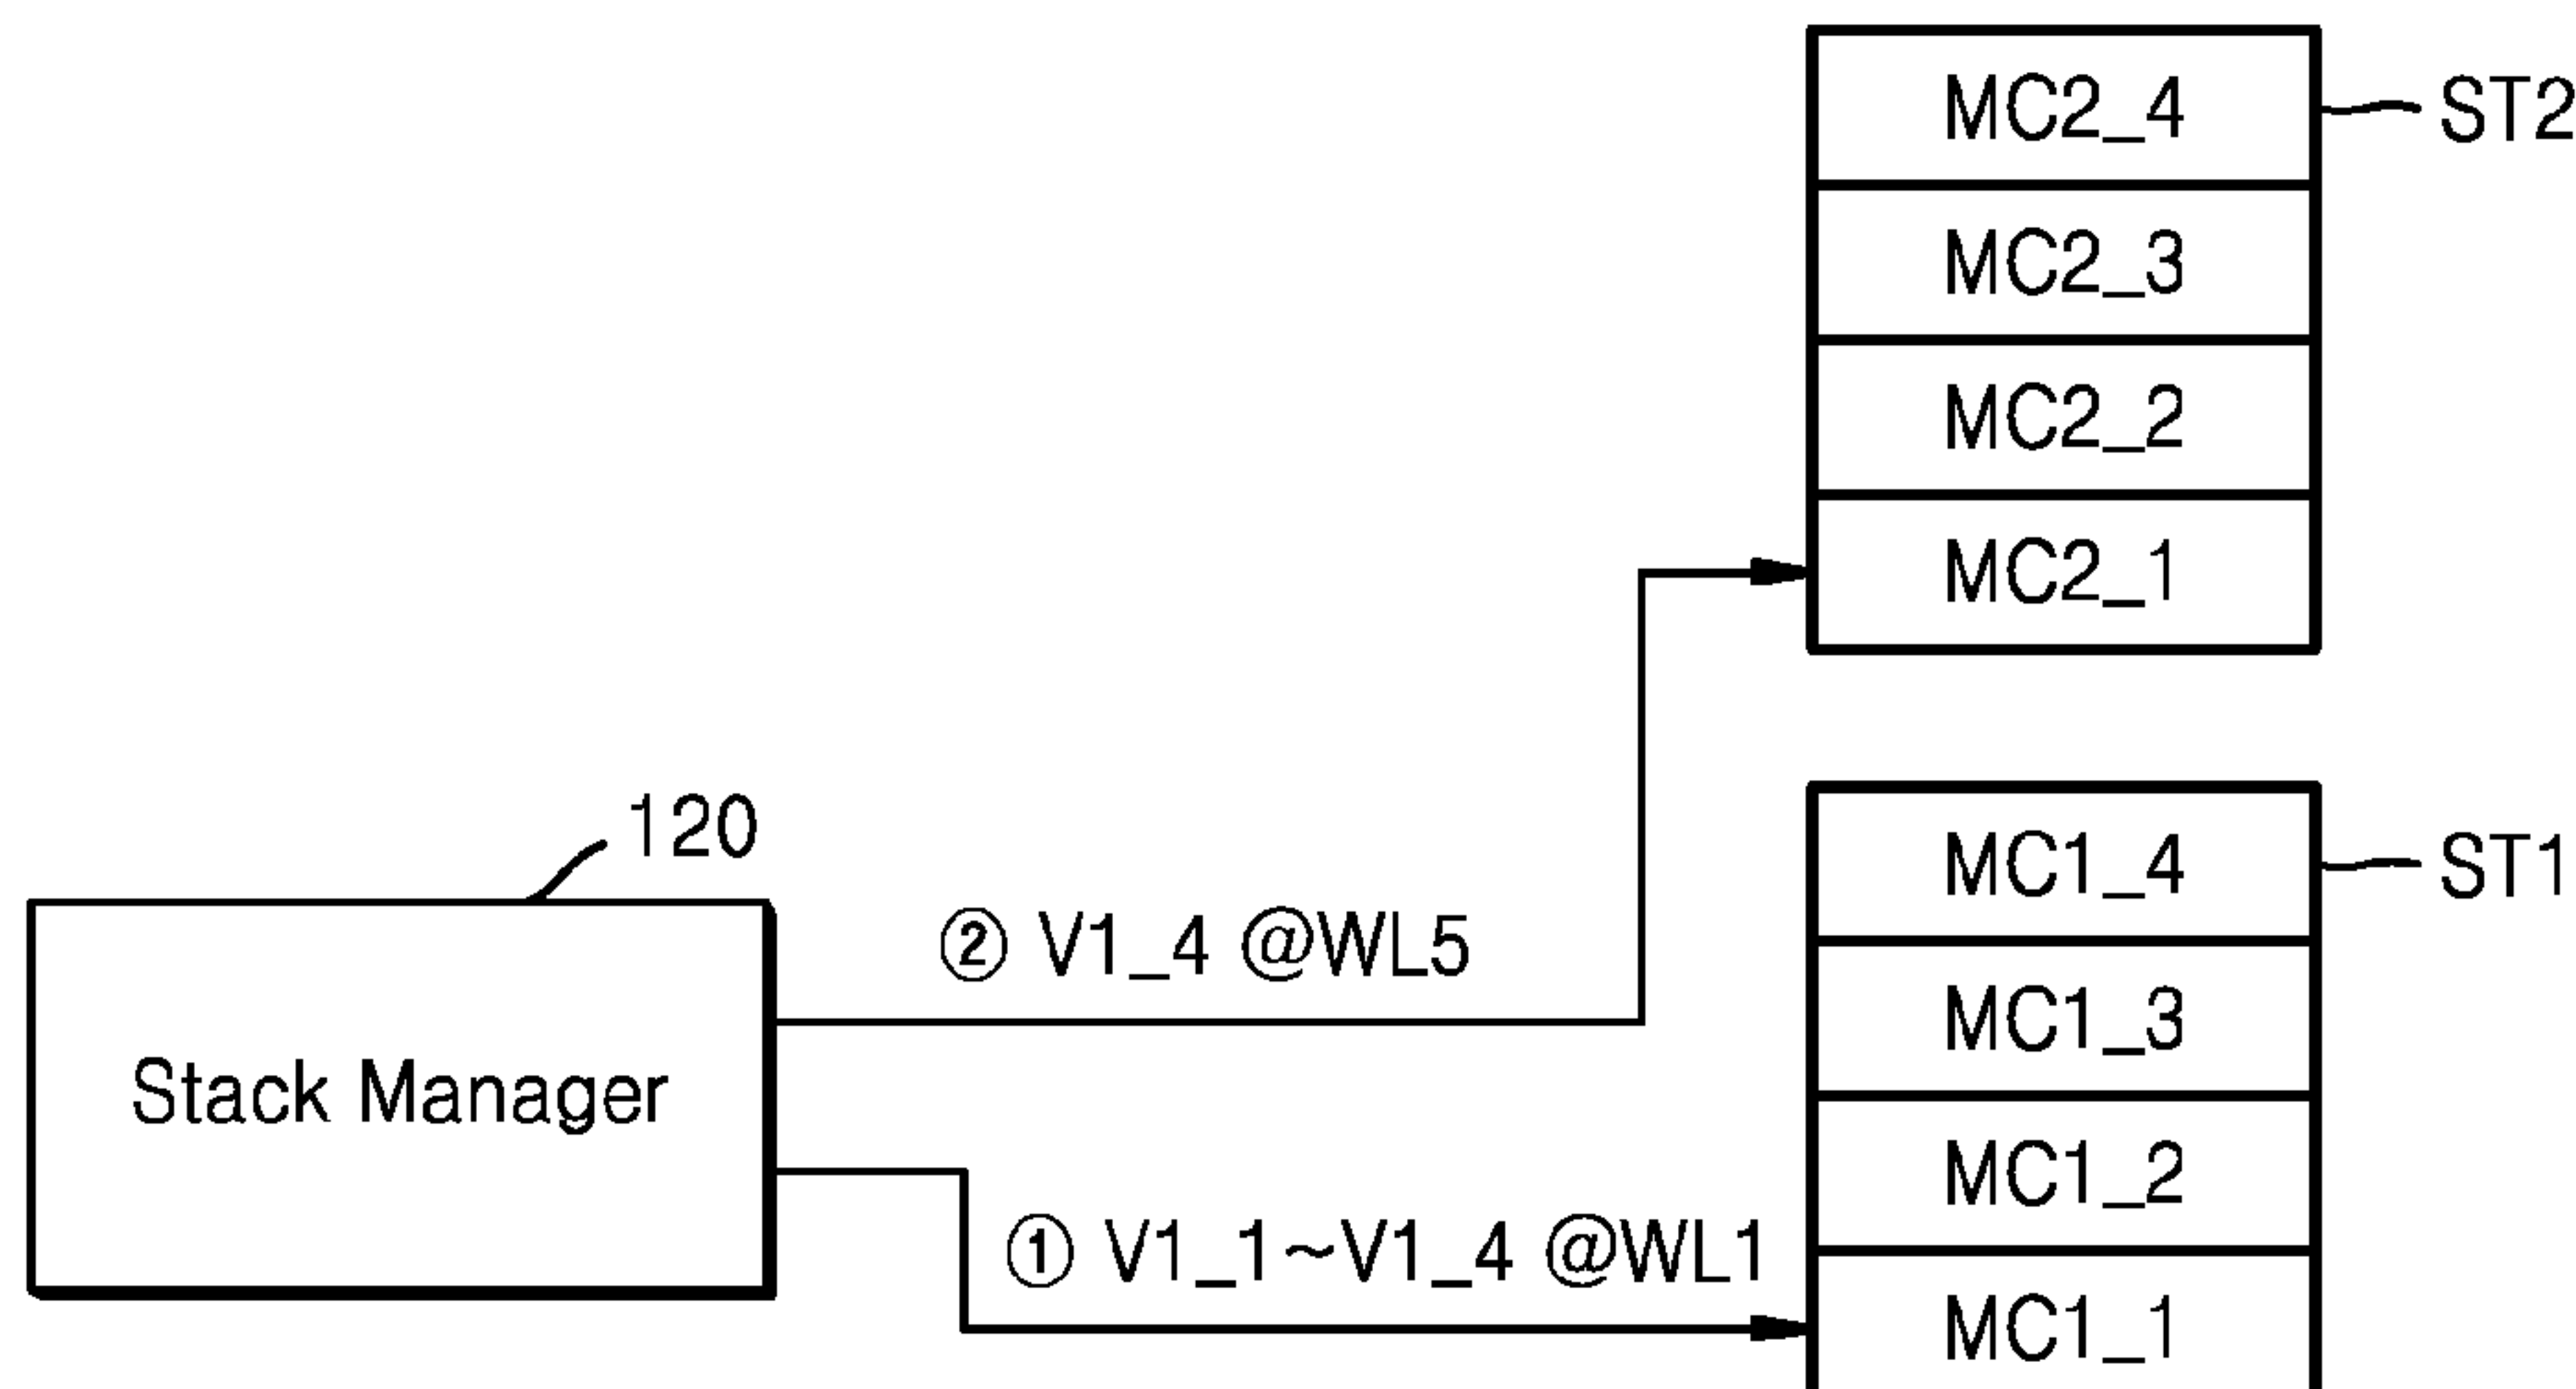 MC2_4
ST2
MC2_3
MC2_2
MC2_1
120
MC1_4
ST1
② V1_4 @WL5
MC1_3
Stack Manager
MC1_2
① V1_1~V1_4 @WL1
MC1_1